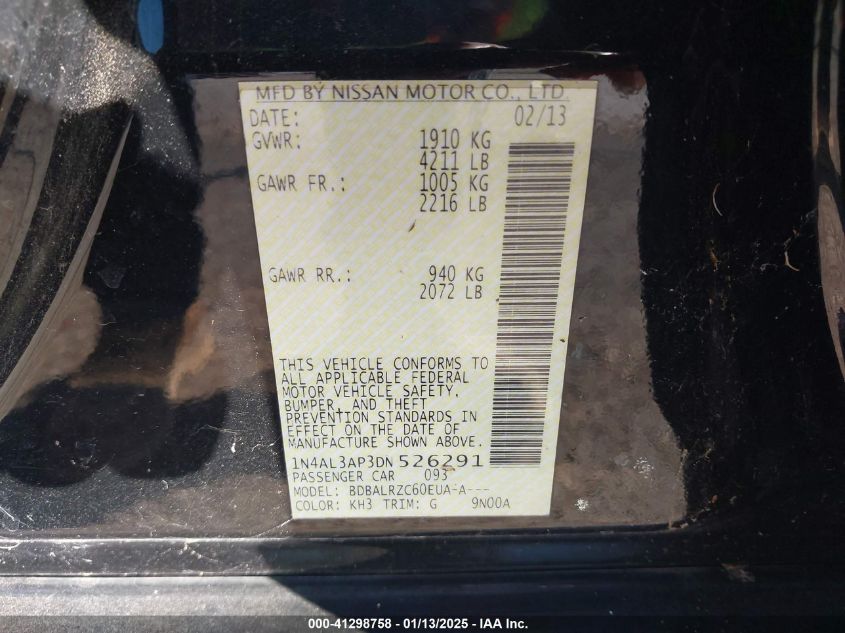 MFD BY NISSAN MOTOR CO., LTD.
DATE: 02/13
GVWR: 1910 KG
4211 LB
GAWR FR.: 1005 KG
2216 LB
GAWR RR.: 940 KG
2072 LB
THIS VEHICLE CONFORMS TO
ALL APPLICABLE FEDERAL
MOTOR VEHICLE SAFETY,
BUMPER, AND THEFT
PREVENTION STANDARDS IN
EFFECT ON THE DATE OF
MANUFACTURE SHOWN ABOVE.
1N4AL3AP3DN526291
PASSENGER CAR 093
MODEL: BDBALRZC60EUA-A---
COLOR: KH3 TRIM: G 9N00A
000-41298758 - 01/13/2025 - IAA Inc.